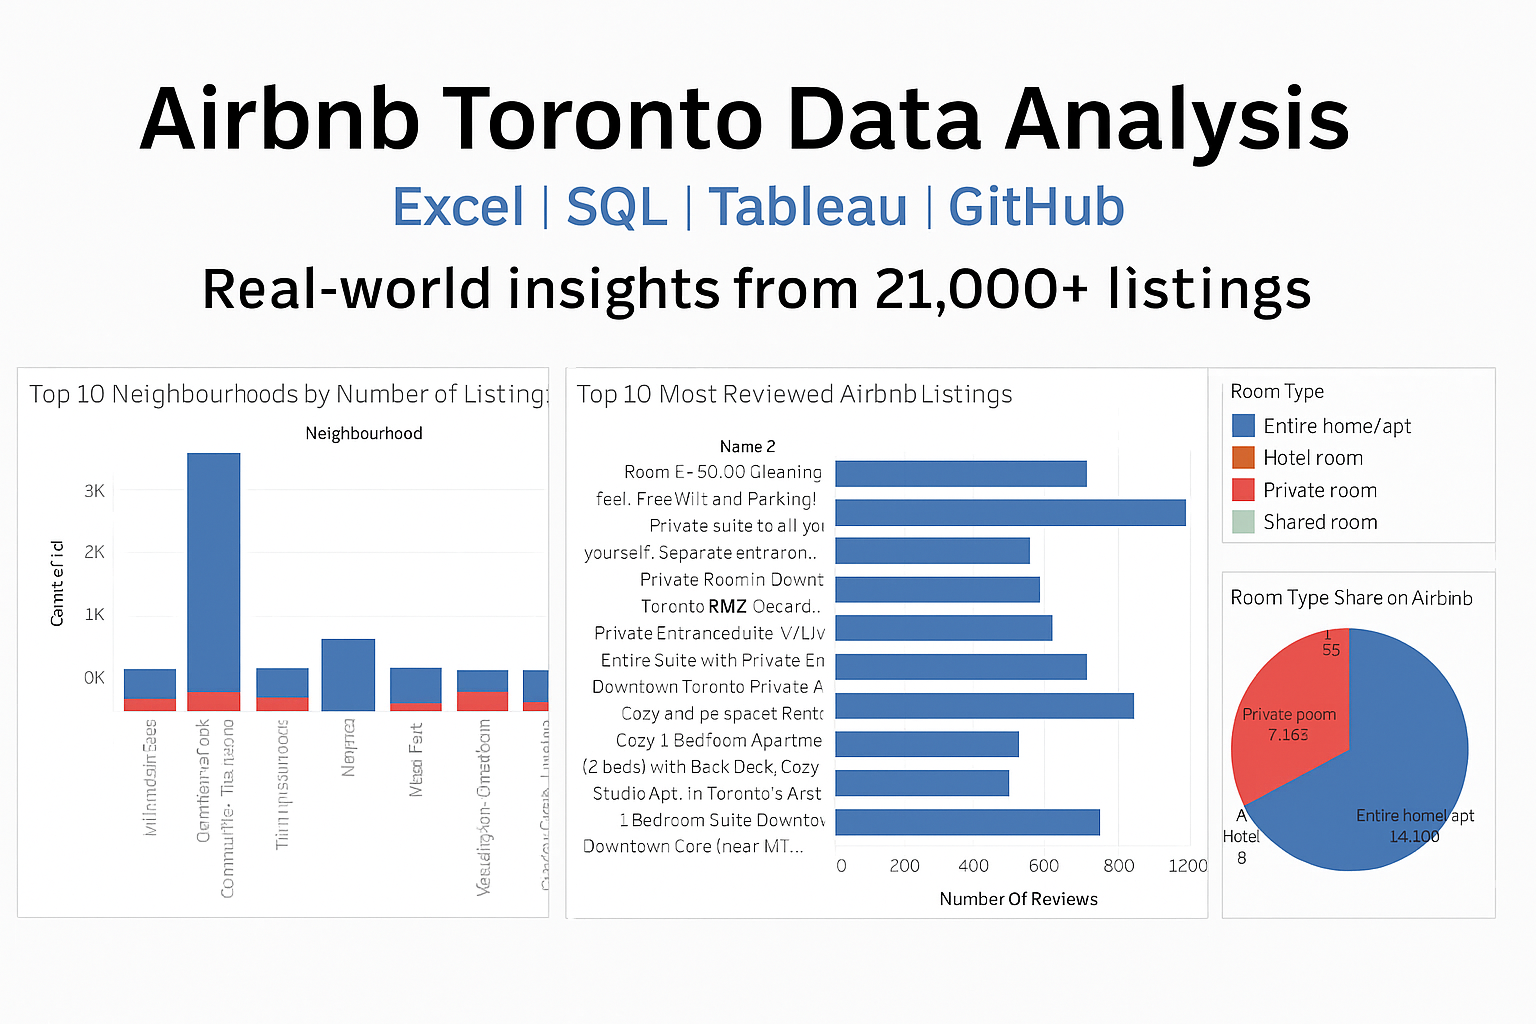 Airbnb Toronto Data Analysis
Excel | SQL | Tableau | GitHub
Real-world insights from 21,000+ listings
Top 10 Neighbourhoods by Number of Listing
Neighbourhood
3K
2K
1K
0K
Top 10 Most Reviewed Airbnb Listings
Name 2
Room E- 50.00 Gleaning
feel. Free Wilt and Parking!
Private suite to all you
yourself. Separate entraron..
Private Roomin Downt
Toronto RMZ Oecard..
Private Entranceduite
Entire Suite with Private En
Downtown Toronto Private A
Cozy and pe spacet Rento
Cozy 1 Bedfoom Apartme
(2 beds) with Back Deck, Cozy
Studio Apt. in Toronto's Arst
1 Bedroom Suite Downtov
Downtown Core (near MT...
0 200 400 600 800 1200
Number Of Reviews
Room Type
Entire home/apt
Hotel room
Private room
Shared room
Room Type Share on Airbinb
1
55
Private poom
7.163
A
Hotel
8
Entire home apt
14.100